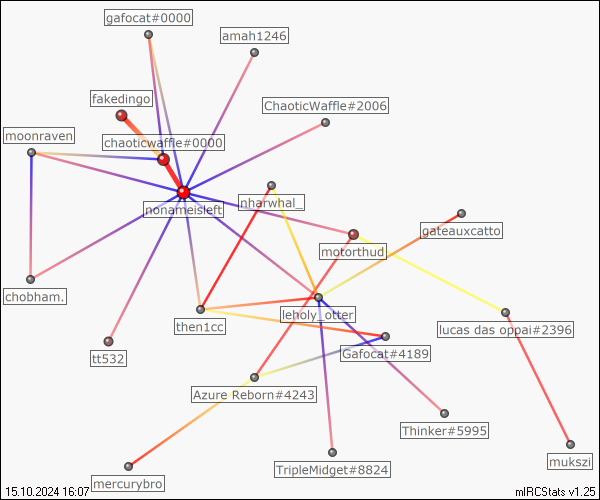 gafocat#0000
amah1246
fakedingo
ChaoticWaffle#2006
moonraven
chaoticwaffle#0000
nharwhal_
nonameisleft
gateauxcatto
motorthud
chobham.
leholy_otter
then1cc
lucas das oppai#2396
tt532
Gafocat#4189
Azure Reborn#4243
Thinker#5995
mukszi
TripleMidget#8824
mercurybro
15.10.2024 16:07
mIRCStats v1.25